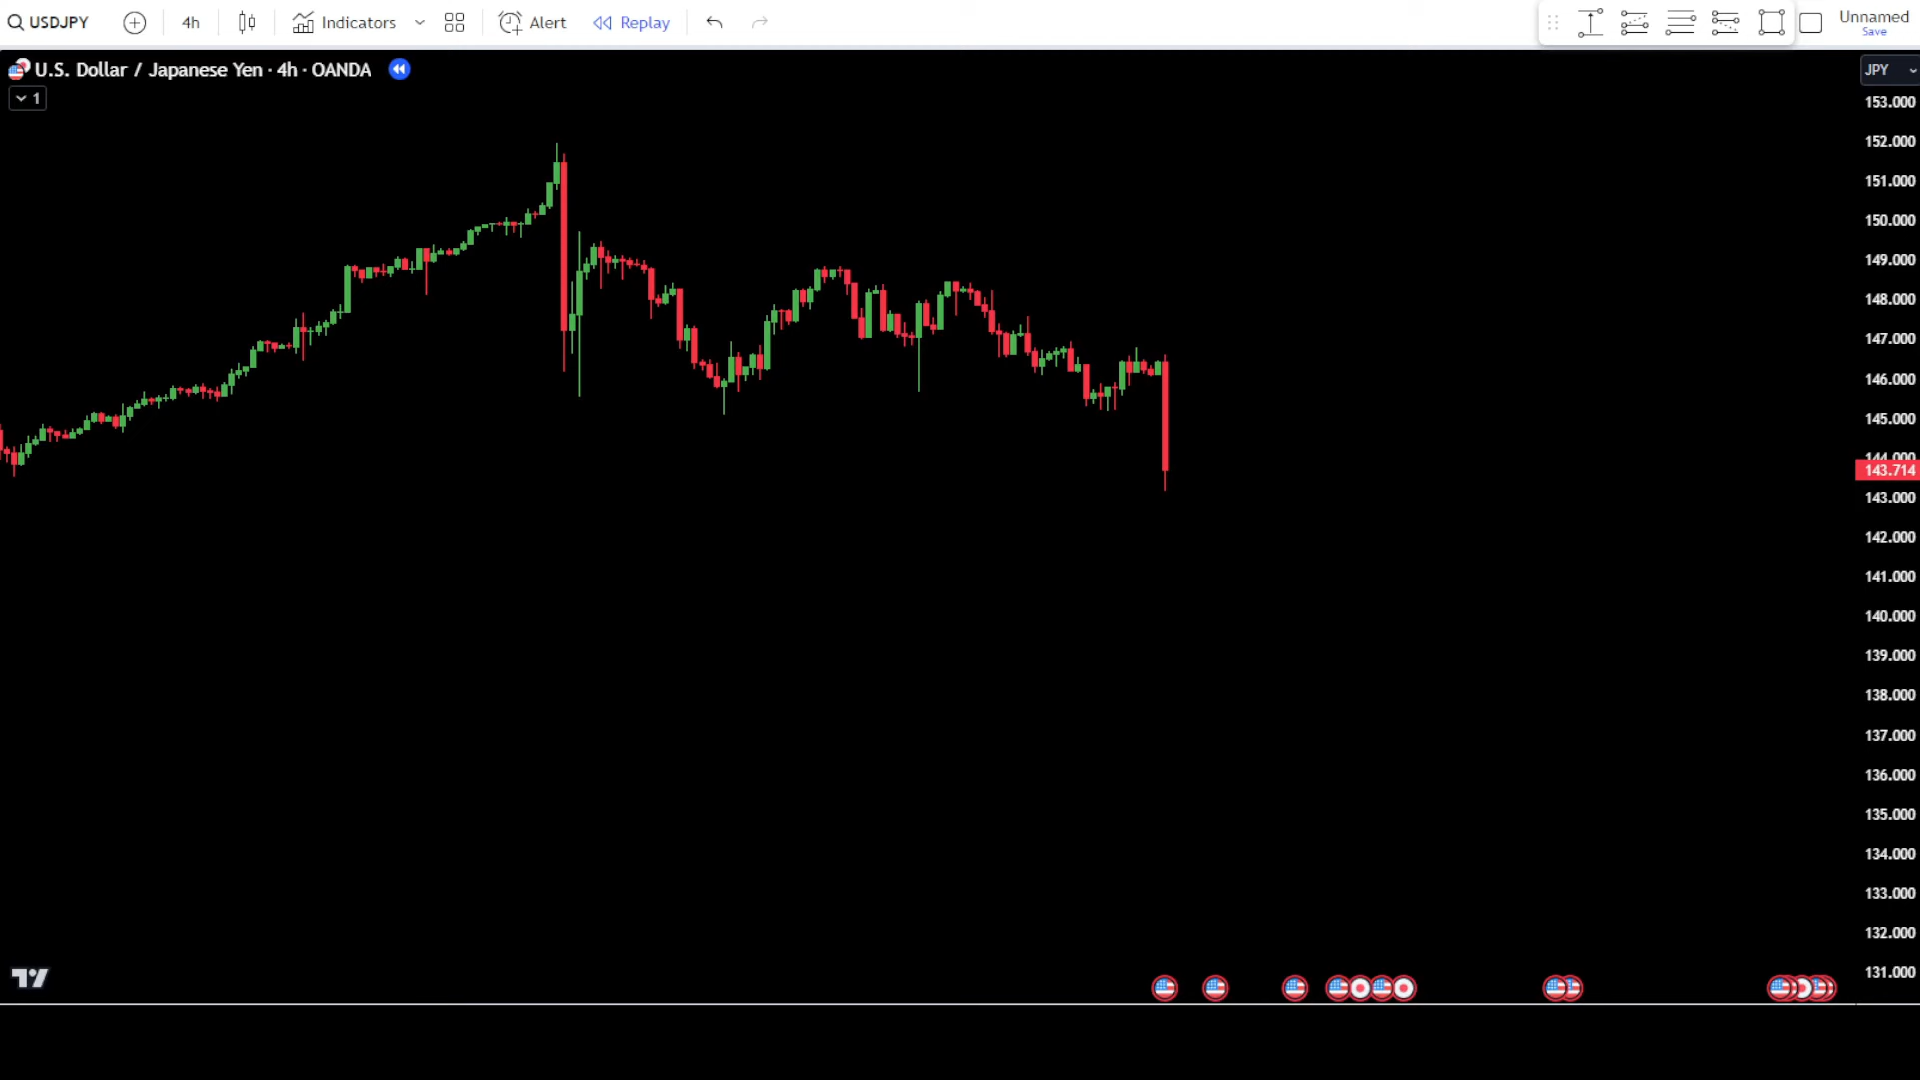 USDJPY
4h
Indicators
Alert
Replay
Unnamed
Save
U.S. Dollar / Japanese Yen · 4h · OANDA
1
JPY
153.000
152.000
151.000
150.000
149.000
148.000
147.000
146.000
145.000
144.000
143.714
143.000
142.000
141.000
140.000
139.000
138.000
137.000
136.000
135.000
134.000
133.000
132.000
131.000